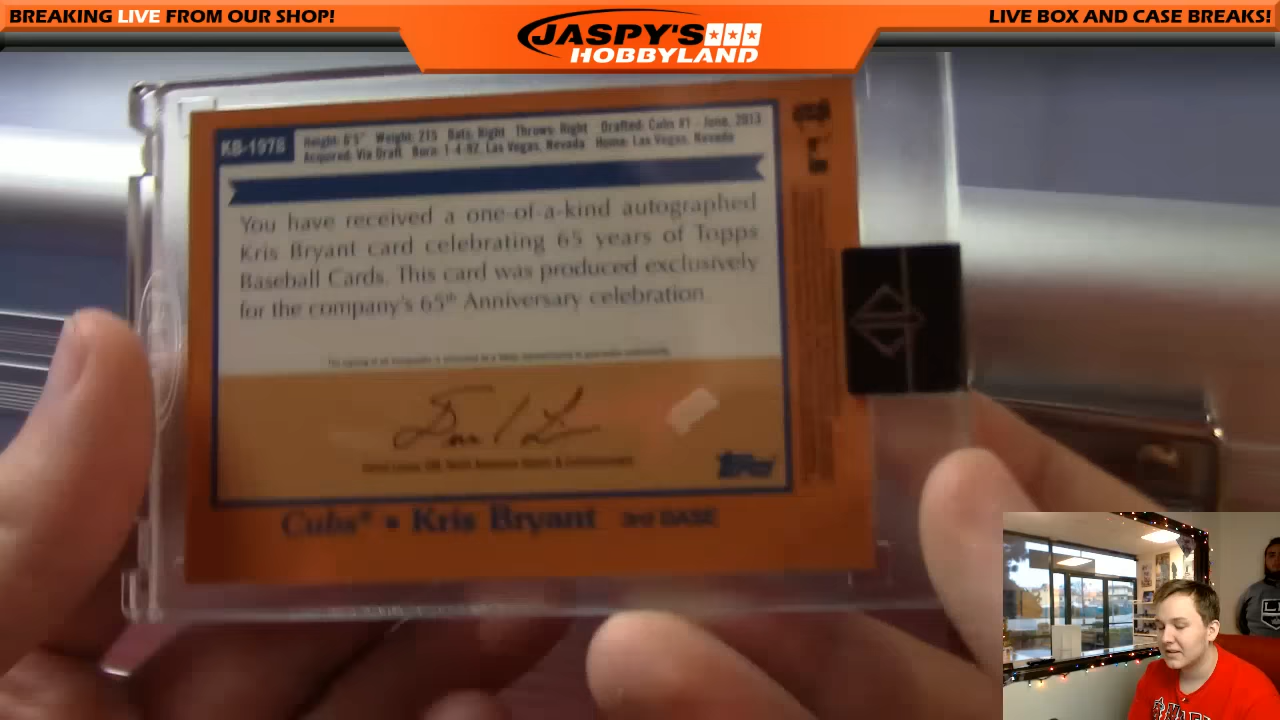 BREAKING LIVE FROM OUR SHOP!
JASPY'S
HOBBYLAND
LIVE BOX AND CASE BREAKS!
KB-1978
Height: 6'5" Weight: 215 Bats: Right Throws: Right Drafted: Cubs #1 - June, 2013
Acquired: Via Draft Born: 1-4-92, Las Vegas, Nevada Home: Las Vegas, Nevada
You have received a one-of-a-kind autographed
Kris Bryant card celebrating 65 years of Topps
Baseball Cards. This card was produced exclusively
for the company's 65th Anniversary celebration.
Topps
Cubs® • Kris Bryant 3rd BASE